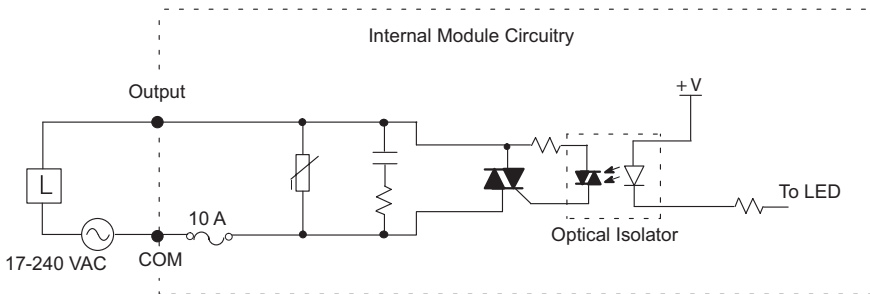 Internal Module Circuitry
Output
+V
L
10 A
To LED
Optical Isolator
COM
17-240 VAC